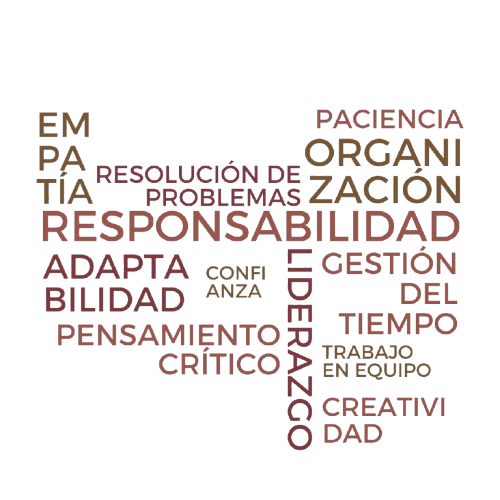 EM
PA
TÍA
PACIENCIA
ORGANI
ZACIÓN
RESOLUCIÓN DE
PROBLEMAS
RESPONSABILIDAD
ADAPTA
BILIDAD
CONFI
ANZA
LIDERAZGO
GESTIÓN
DEL
TIEMPO
PENSAMIENTO
CRÍTICO
TRABAJO
EN EQUIPO
CREATIVI
DAD